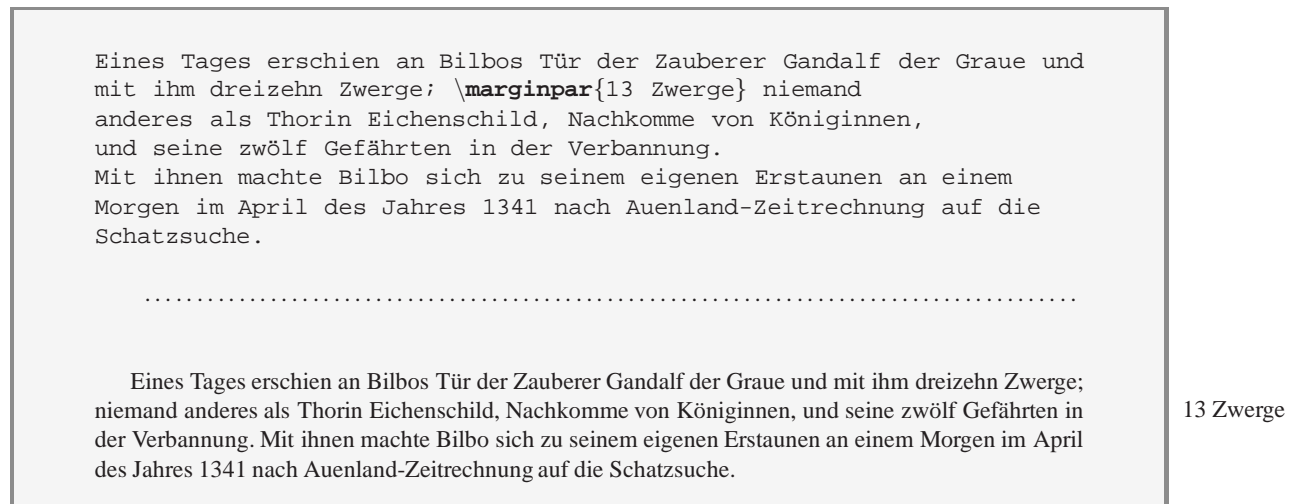 Eines Tages erschien an Bilbos Tür der Zauberer Gandalf der Graue und
mit ihm dreizehn Zwerge; \marginpar{13 Zwerge} niemand
anderes als Thorin Eichenschild, Nachkomme von Königinnen,
und seine zwölf Gefährten in der Verbannung.
Mit ihnen machte Bilbo sich zu seinem eigenen Erstaunen an einem
Morgen im April des Jahres 1341 nach Auenland-Zeitrechnung auf die
Schatzsuche.
Eines Tages erschien an Bilbos Tür der Zauberer Gandalf der Graue und mit ihm dreizehn Zwerge;
niemand anderes als Thorin Eichenschild, Nachkomme von Königinnen, und seine zwölf Gefährten in
13 Zwerge
der Verbannung. Mit ihnen machte Bilbo sich zu seinem eigenen Erstaunen an einem Morgen im April
des Jahres 1341 nach Auenland-Zeitrechnung auf die Schatzsuche.